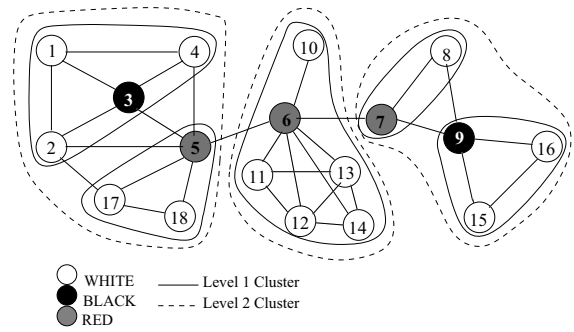 1 4 10 8
3
6 7
2 5 9 16
11 13
17 18 12 14 15
WHITE Level 1 Cluster
BLACK Level 2 Cluster
RED